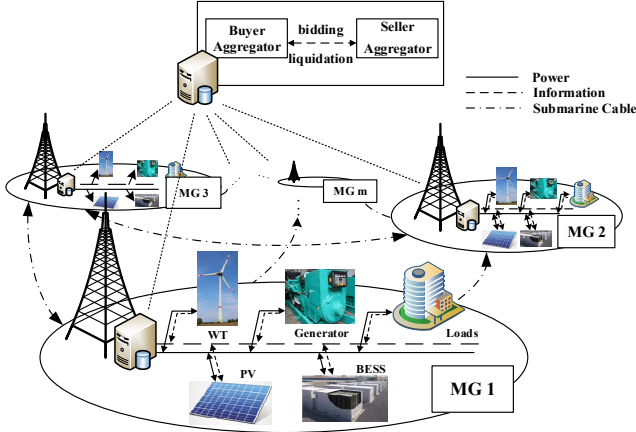 Buyer
Aggregator
bidding
liquidation
Seller
Aggregator
Power
Information
Submarine Cable
MG 3
MG m
MG 2
WT
Generator
Loads
PV
BESS
MG 1